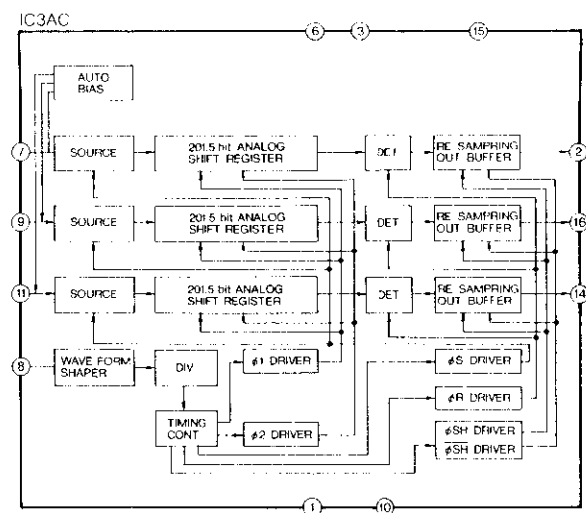 IC3AC
6 3 15
AUTO
BIAS
7 SOURCE 201.5 bit ANALOG
SHIFT REGISTER
DET
RE SAMPRING
OUT BUFFER
2
9 SOURCE 201.5 bit ANALOG
SHIFT REGISTER
DET
RE SAMPRING
OUT BUFFER
16
11 SOURCE 201.5 bit ANALOG
SHIFT REGISTER
DET
RE SAMPRING
OUT BUFFER
14
8 WAVE FORM
SHAPER
DIV
ϕ1 DRIVER
ϕS DRIVER
ϕR DRIVER
TIMING
CONT
ϕ2 DRIVER
ϕSH DRIVER
ϕSH DRIVER
1 10